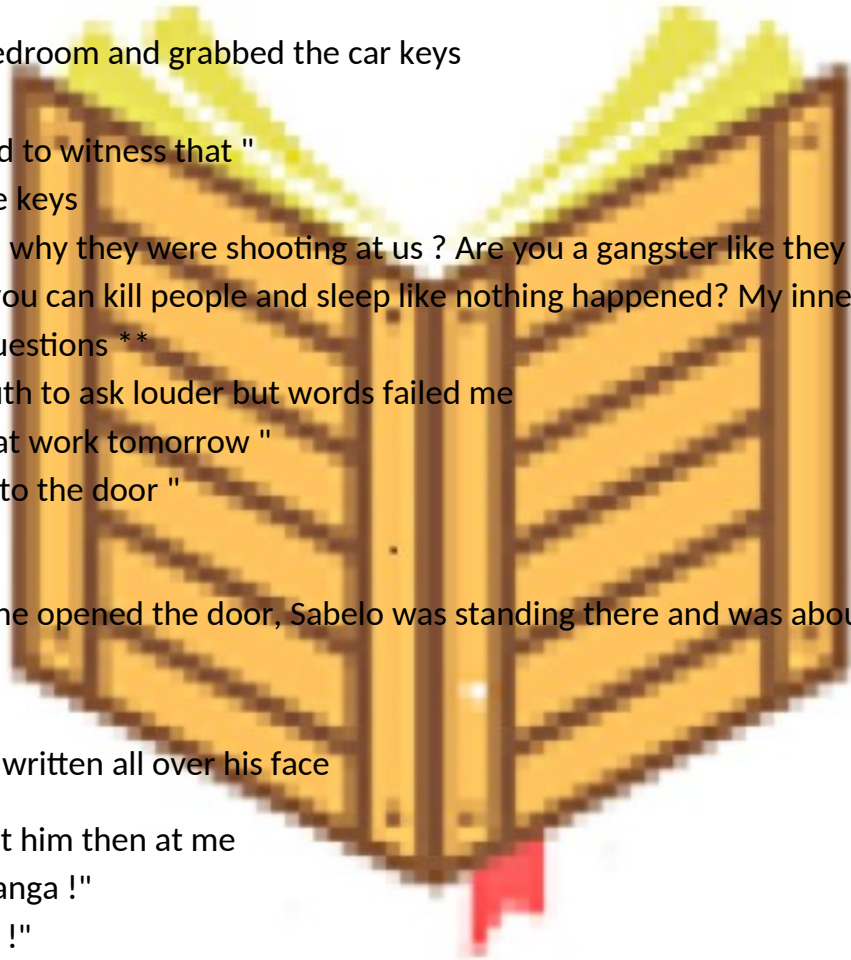 edroom and grabbed the car keys
d to witness that "
e keys
why they were shooting at us ? Are you a gangster like they
you can kill people and sleep like nothing happened? My inne
uestions **
th to ask louder but words failed me
at work tomorrow "
to the door "
he opened the door, Sabelo was standing there and was abou
written all over his face
t him then at me
anga !"
!"